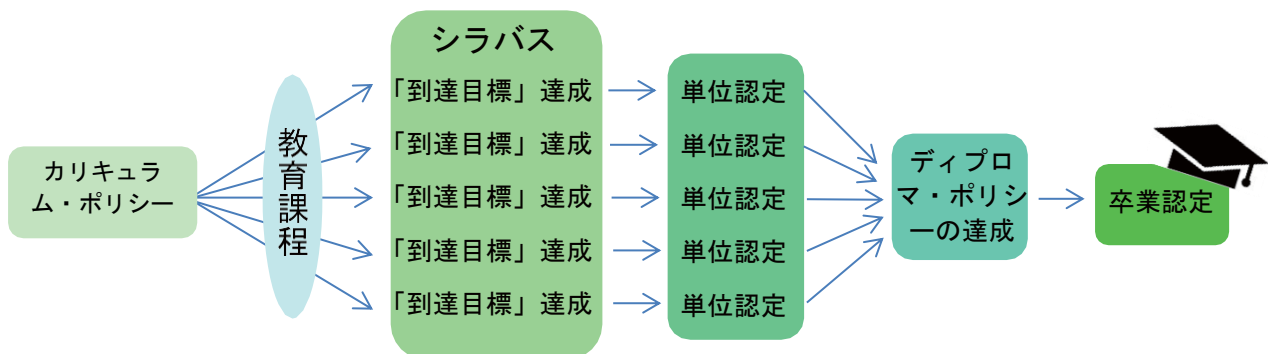 カリキュラ
ム・ポリシー
教育課程
シラバス
「到達目標」達成
「到達目標」達成
「到達目標」達成
「到達目標」達成
「到達目標」達成
単位認定
単位認定
単位認定
単位認定
単位認定
ディプロ
マ・ポリシ
ーの達成
卒業認定